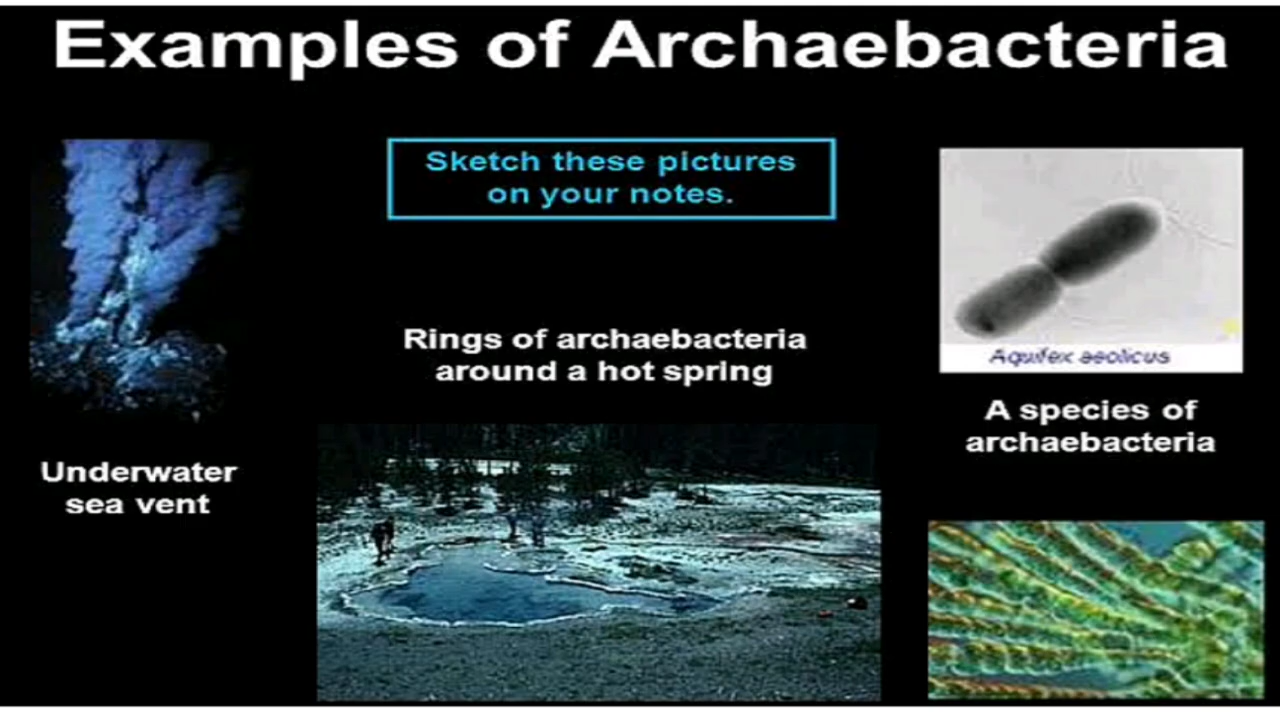 Examples of Archaebacteria
Sketch these pictures
on your notes.
Rings of archaebacteria
around a hot spring
Aquifex aeolicus
A species of
archaebacteria
Underwater
sea vent